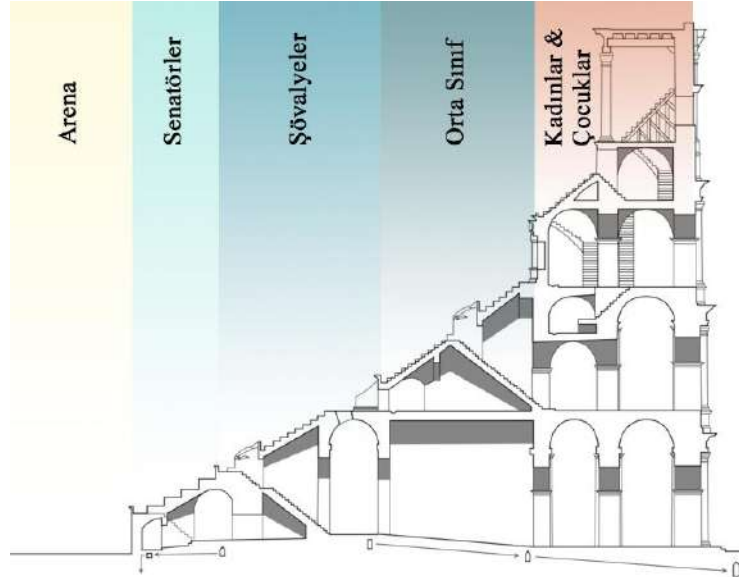 Arena
Senatörler
Şövalyeler
Orta Sınıf
Kadınlar &
Çocuklar